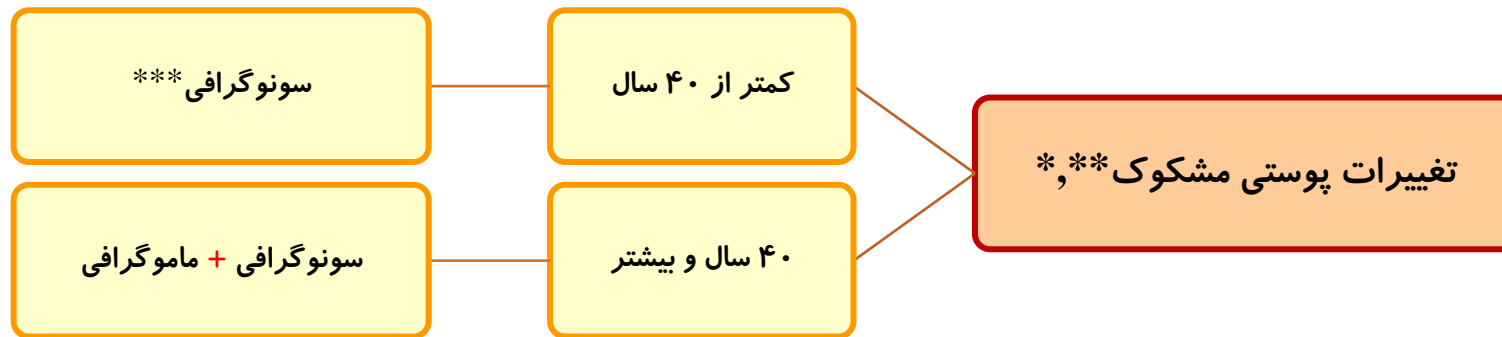 تغییرات پوستی مشکوک**,*
کمتر از ۴۰ سال
سونوگرافی***
۴۰ سال و بیشتر
سونوگرافی + ماموگرافی